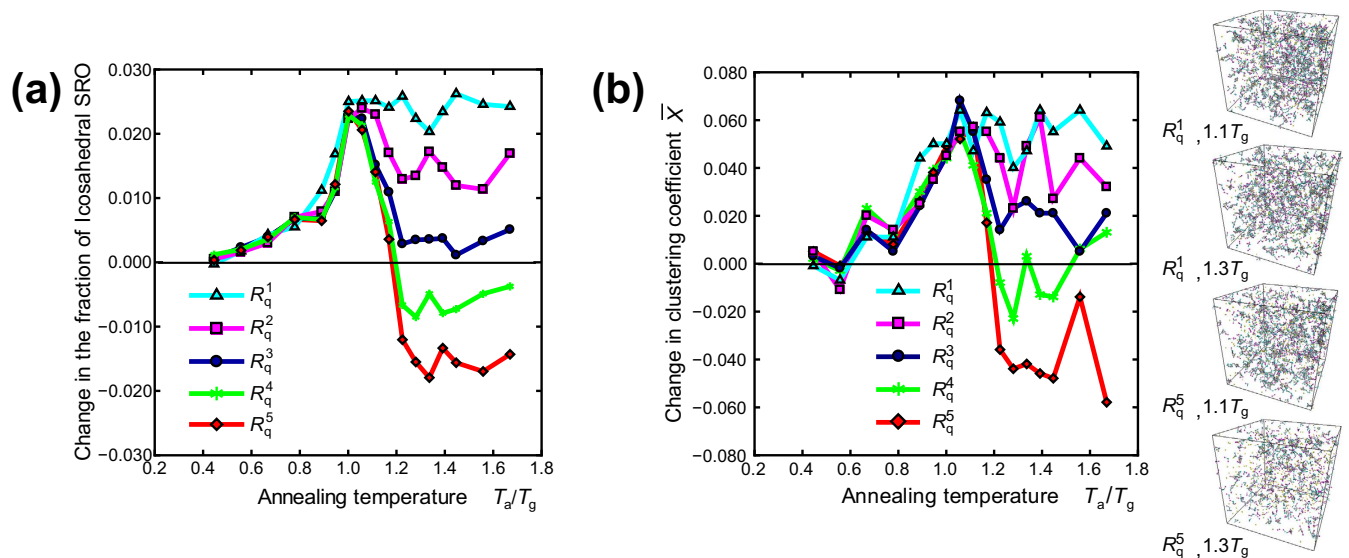 (a)
Change in the fraction of Icosahedral SRO
0.030
0.020
0.010
0.000
−0.010
−0.020
−0.030
0.2 0.4 0.6 0.8 1.0 1.2 1.4 1.6 1.8
Annealing temperature T_a/T_g
R_q^1
R_q^2
R_q^3
R_q^4
R_q^5
(b)
Change in clustering coefficient X̅
0.080
0.060
0.040
0.020
0.000
−0.020
−0.040
−0.060
−0.080
0.2 0.4 0.6 0.8 1.0 1.2 1.4 1.6 1.8
Annealing temperature T_a/T_g
R_q^1
R_q^2
R_q^3
R_q^4
R_q^5
R_q^1 , 1.1T_g
R_q^1 , 1.3T_g
R_q^5 , 1.1T_g
R_q^5 , 1.3T_g